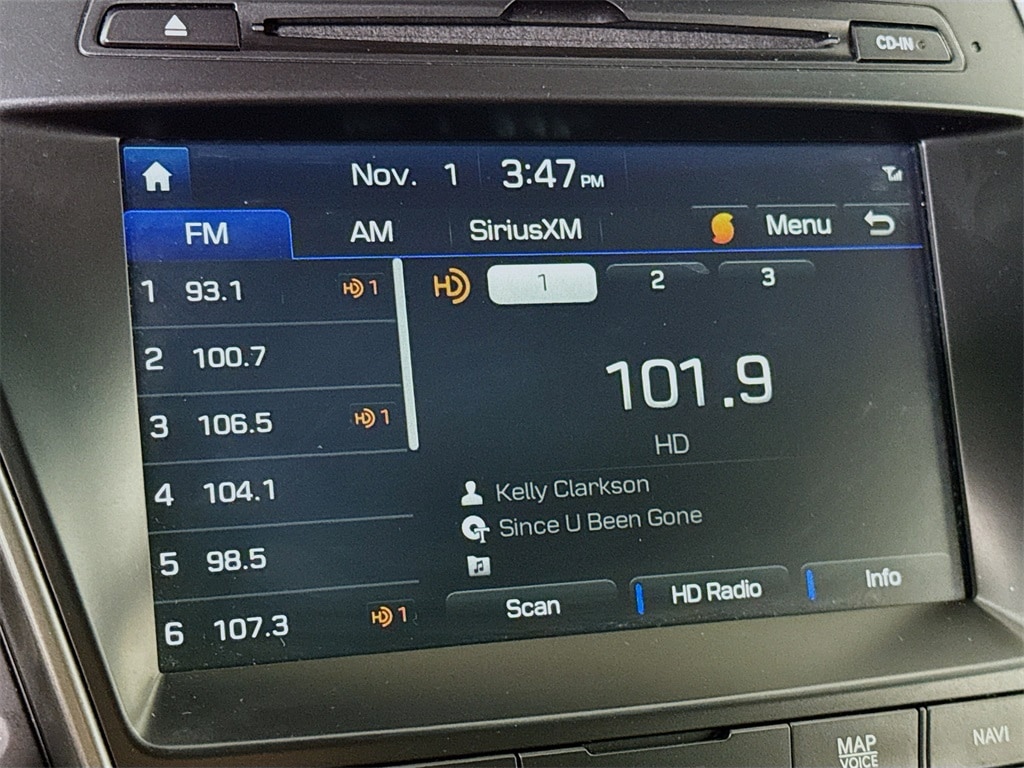 CD-IN
Nov. 1 3:47 PM
FM AM SiriusXM Menu
1 93.1 HD 1
2 100.7
3 106.5 HD 1
4 104.1
5 98.5
6 107.3 HD 1
HD 1 2 3
101.9
HD
Kelly Clarkson
Since U Been Gone
Scan HD Radio Info
MAP
VOICE
NAVI